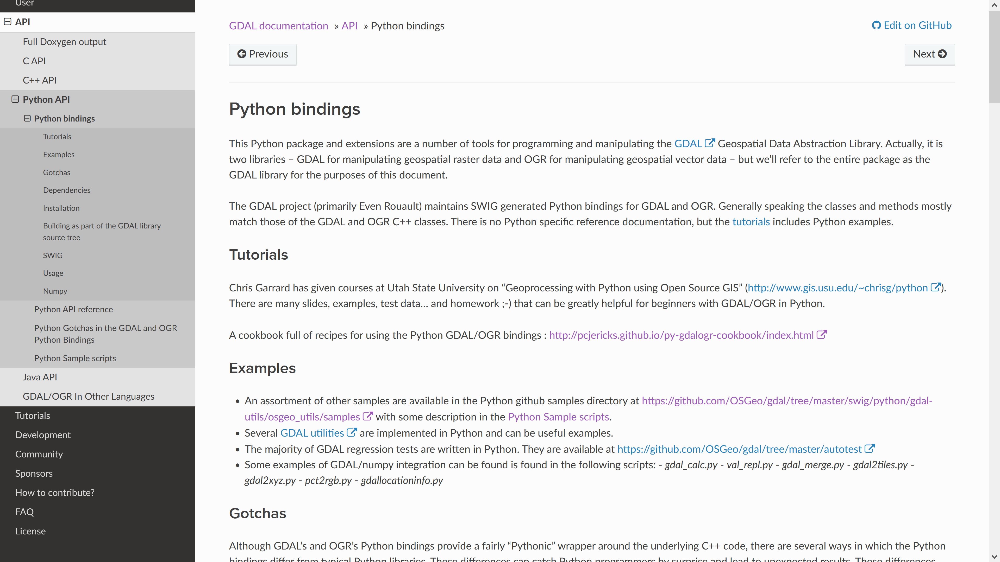 User
API
Full Doxygen output
C API
C++ API
Python API
Python bindings
Tutorials
Examples
Gotchas
Dependencies
Installation
Building as part of the GDAL library
source tree
SWIG
Usage
Numpy
Python API reference
Python Gotchas in the GDAL and OGR
Python Bindings
Python Sample scripts
Java API
GDAL/OGR In Other Languages
Tutorials
Development
Community
Sponsors
How to contribute?
FAQ
License
GDAL documentation » API » Python bindings
Edit on GitHub
Previous
Next
Python bindings
This Python package and extensions are a number of tools for programming and manipulating the GDAL Geospatial Data Abstraction Library. Actually, it is
two libraries – GDAL for manipulating geospatial raster data and OGR for manipulating geospatial vector data – but we’ll refer to the entire package as the
GDAL library for the purposes of this document.
The GDAL project (primarily Even Rouault) maintains SWIG generated Python bindings for GDAL and OGR. Generally speaking the classes and methods mostly
match those of the GDAL and OGR C++ classes. There is no Python specific reference documentation, but the tutorials includes Python examples.
Tutorials
Chris Garrard has given courses at Utah State University on “Geoprocessing with Python using Open Source GIS” (http://www.gis.usu.edu/~chrisg/python).
There are many slides, examples, test data… and homework ;-) that can be greatly helpful for beginners with GDAL/OGR in Python.
A cookbook full of recipes for using the Python GDAL/OGR bindings : http://pcjericks.github.io/py-gdalogr-cookbook/index.html
Examples
• An assortment of other samples are available in the Python github samples directory at https://github.com/OSGeo/gdal/tree/master/swig/python/gdal-
utils/osgeo_utils/samples with some description in the Python Sample scripts.
• Several GDAL utilities are implemented in Python and can be useful examples.
• The majority of GDAL regression tests are written in Python. They are available at https://github.com/OSGeo/gdal/tree/master/autotest
• Some examples of GDAL/numpy integration can be found is found in the following scripts: - gdal_calc.py - val_repl.py - gdal_merge.py - gdal2tiles.py -
gdal2xyz.py - pct2rgb.py - gdallocationinfo.py
Gotchas
Although GDAL’s and OGR’s Python bindings provide a fairly “Pythonic” wrapper around the underlying C++ code, there are several ways in which the Python
bindings differ from typical Python libraries. These differences can catch Python programmers by surprise and lead to unexpected results. These differences